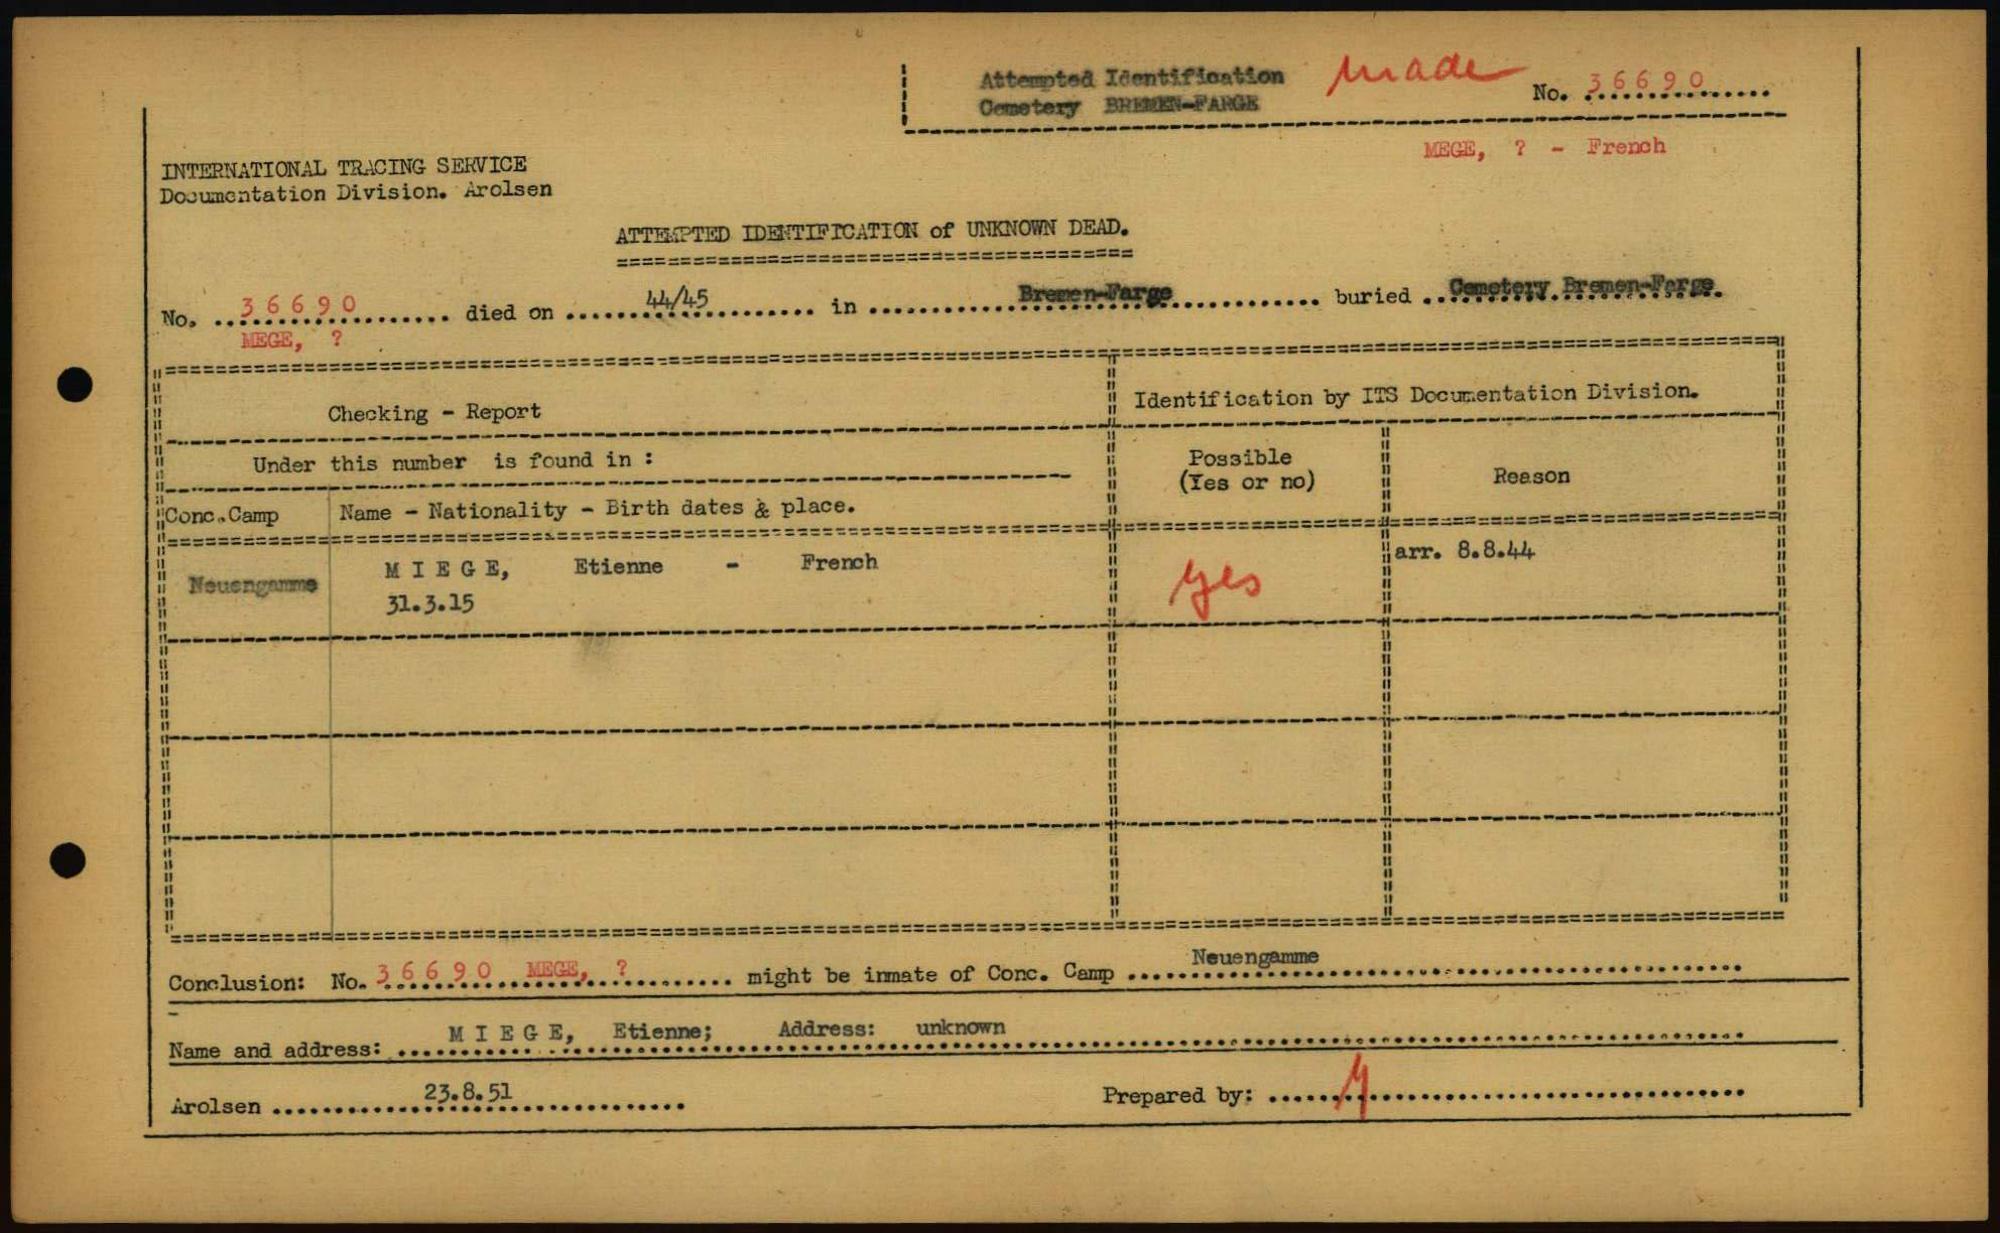 Attempted Identification made
Cemetery BREMEN-FARGE
No. 36690
MEGE, ? - French
INTERNATIONAL TRACING SERVICE
Documentation Division. Arolsen
ATTEMPTED IDENTIFICATION of UNKNOWN DEAD.
No. 36690 died on 44/45 in Bremen-Farge buried Cemetery Bremen-Farge.
MEGE, ?
Checking - Report
Identification by ITS Documentation Division.
Under this number is found in :
Possible
(Yes or no)
Reason
Conc.Camp
Name - Nationality - Birth dates & place.
Neuengamme
M I E G E, Etienne - French
31.3.15
yes
arr. 8.8.44
Conclusion: No. 36690 MEGE, ? might be inmate of Conc. Camp Neuengamme
Name and address: M I E G E, Etienne; Address: unknown
Arolsen 23.8.51
Prepared by: